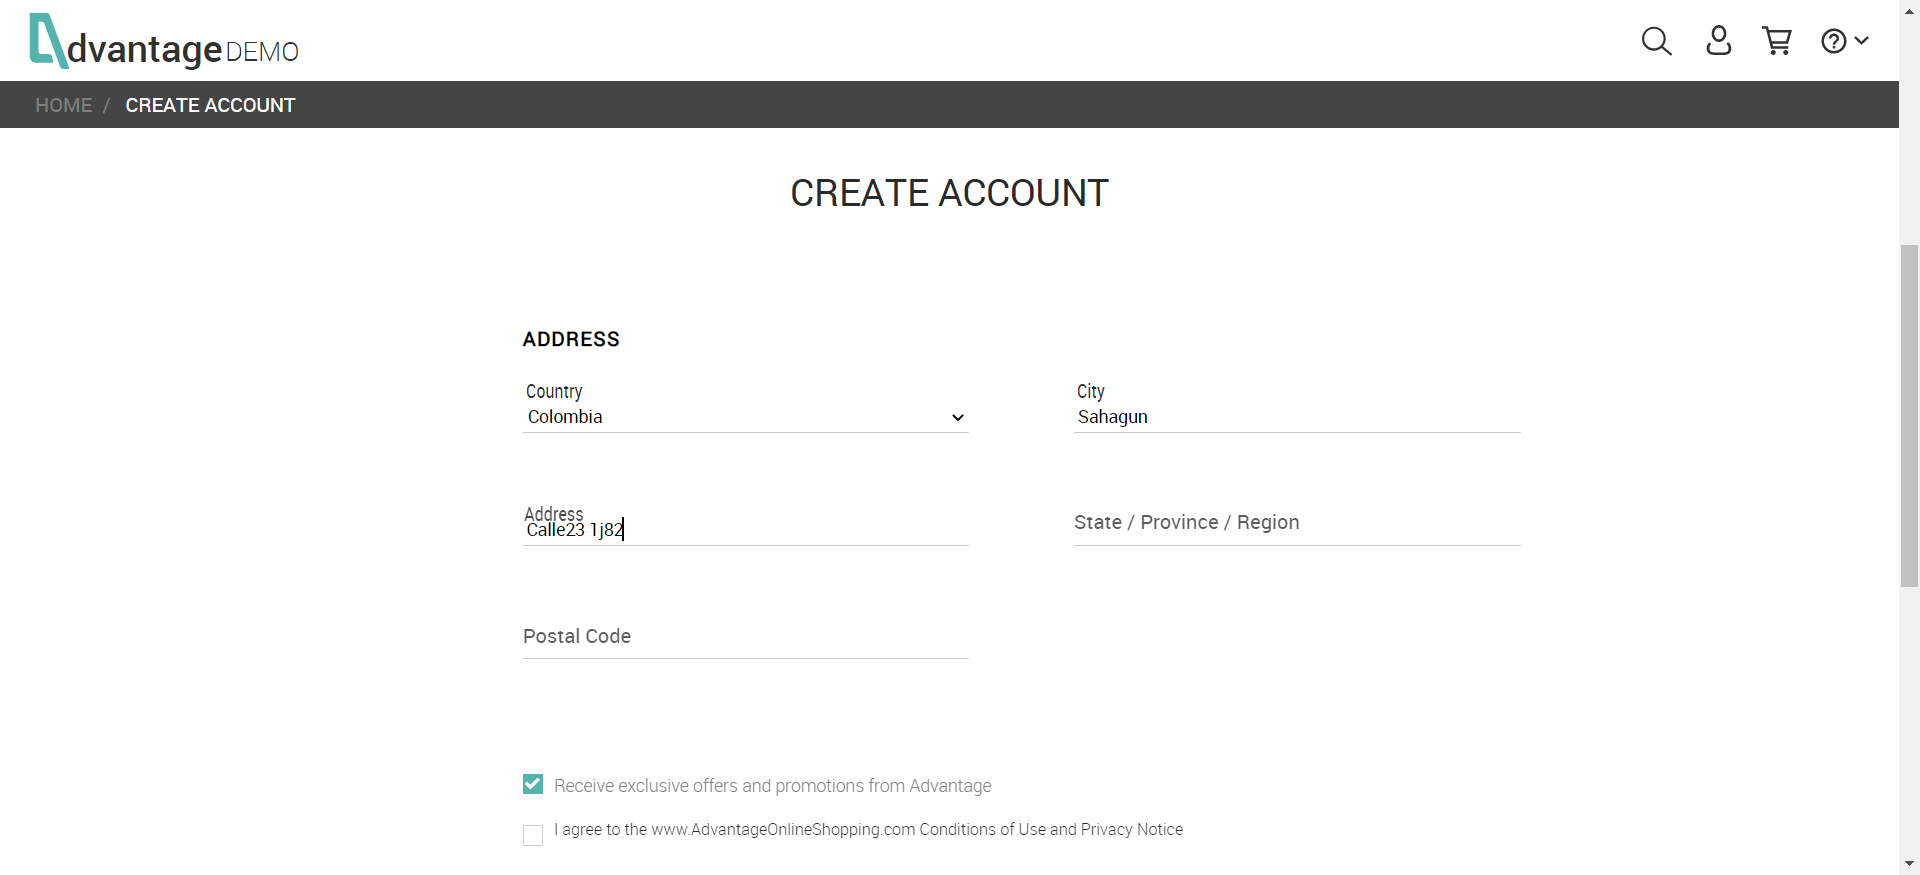 dvantage DEMO
HOME / CREATE ACCOUNT
CREATE ACCOUNT
ADDRESS
Country
Colombia
City
Sahagun
Address
Calle23 1j82
State / Province / Region
Postal Code
Receive exclusive offers and promotions from Advantage
I agree to the www.AdvantageOnlineShopping.com Conditions of Use and Privacy Notice